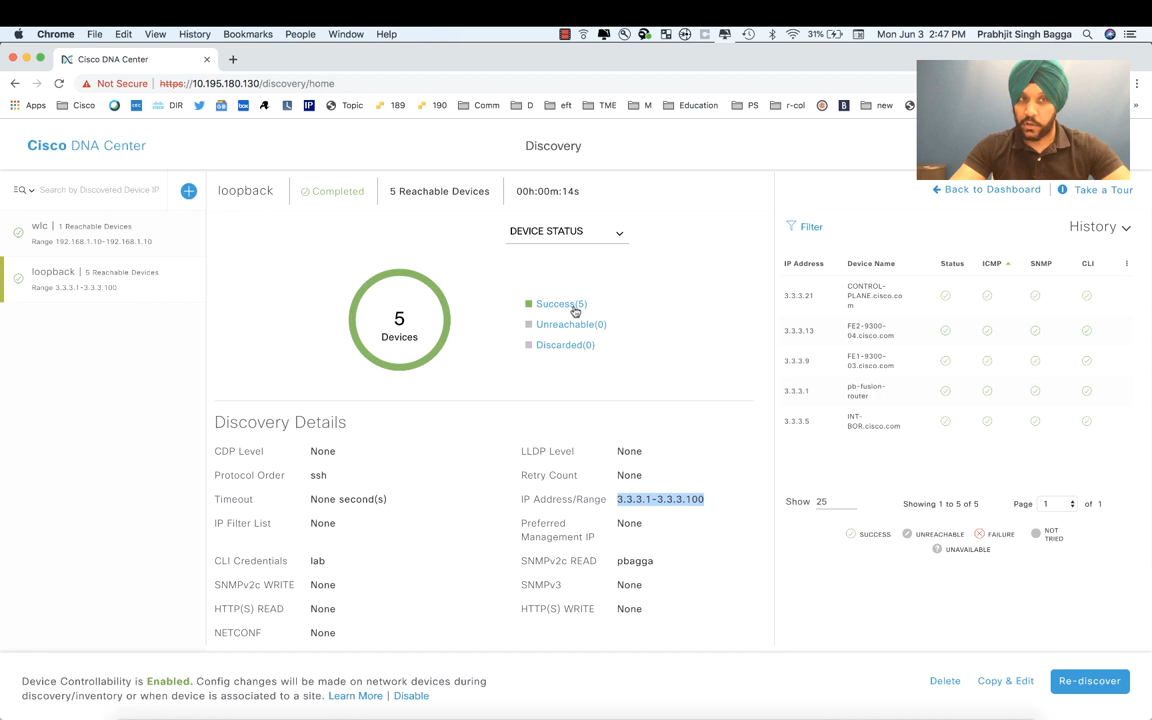 Chrome File Edit View History Bookmarks People Window Help 31% Mon Jun 3 2:47 PM Prabhjit Singh Bagga
Cisco DNA Center
Not Secure https://10.195.180.130/discovery/home
Apps Cisco DIR Topic 189 190 Comm D eft TME M Education PS r-col new
Cisco DNA Center Discovery
Search by Discovered Device IP loopback Completed 5 Reachable Devices 00h:00m:14s Back to Dashboard Take a Tour
wlc | 1 Reachable Devices
Range 192.168.1.10-192.168.1.10
loopback | 5 Reachable Devices
Range 3.3.3.1-3.3.3.100
DEVICE STATUS
5
Devices
Success(5)
Unreachable(0)
Discarded(0)
Discovery Details
CDP Level None LLDP Level None
Protocol Order ssh Retry Count None
Timeout None second(s) IP Address/Range 3.3.3.1-3.3.3.100
IP Filter List None Preferred None
Management IP
CLI Credentials lab SNMPv2c READ pbagga
SNMPv2c WRITE None SNMPv3 None
HTTP(S) READ None HTTP(S) WRITE None
NETCONF None
Filter History
IP Address Device Name Status ICMP SNMP CLI
3.3.3.21 CONTROL-
PLANE.cisco.co
m
3.3.3.13 FE2-9300-
04.cisco.com
3.3.3.9 FE1-9300-
03.cisco.com
3.3.3.1 pb-fusion-
router
3.3.3.5 INT-
BOR.cisco.com
Show 25 Showing 1 to 5 of 5 Page 1 of 1
SUCCESS UNREACHABLE FAILURE NOT
TRIED
UNAVAILABLE
Device Controllability is Enabled. Config changes will be made on network devices during
discovery/inventory or when device is associated to a site. Learn More | Disable
Delete Copy & Edit Re-discover